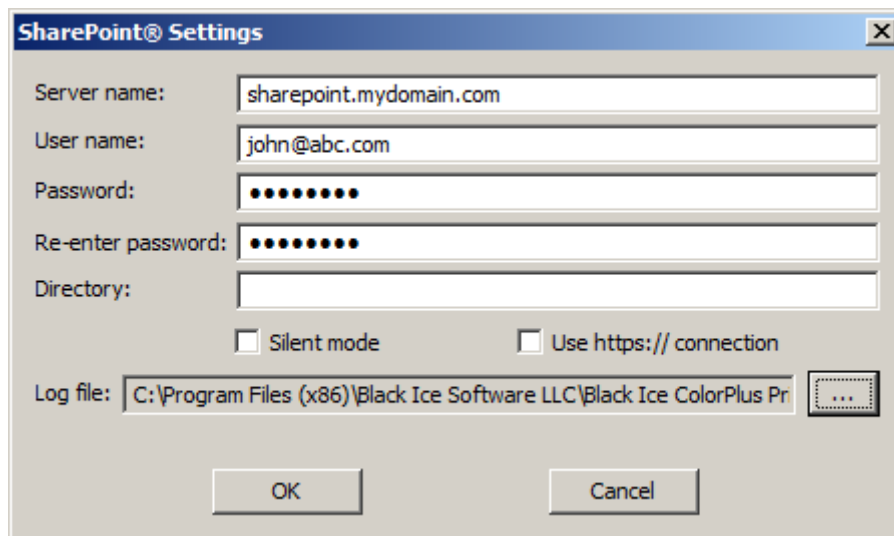 SharePoint® Settings
Server name: sharepoint.mydomain.com
User name: john@abc.com
Password: ●●●●●●●●
Re-enter password: ●●●●●●●●
Directory:
Silent mode Use https:// connection
Log file: C:\Program Files (x86)\Black Ice Software LLC\Black Ice ColorPlus Pri ...
OK Cancel